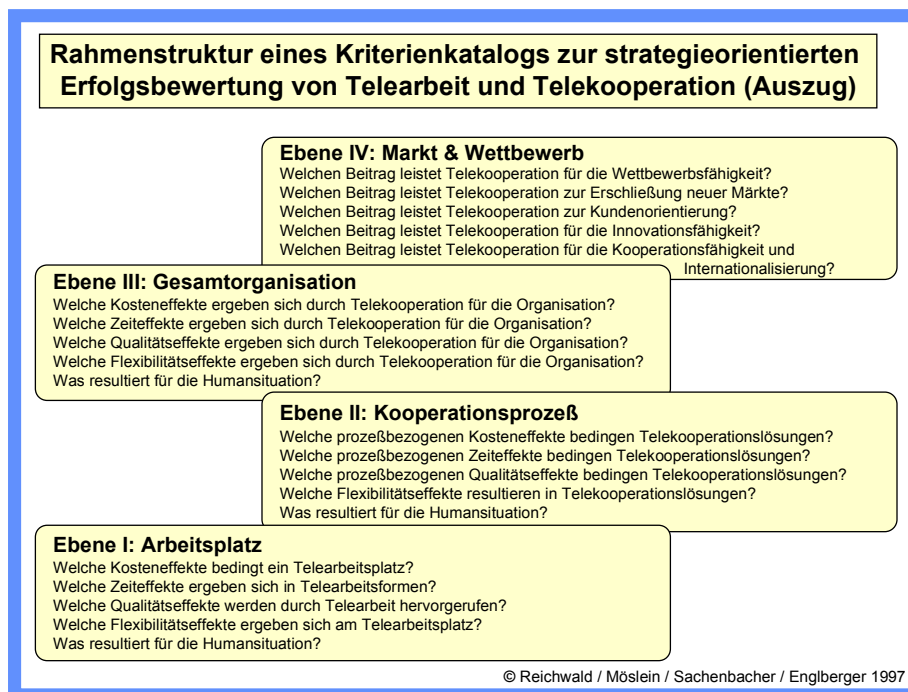 Rahmenstruktur eines Kriterienkatalogs zur strategieorientierten
Erfolgsbewertung von Telearbeit und Telekooperation (Auszug)
Ebene IV: Markt & Wettbewerb
Welchen Beitrag leistet Telekooperation für die Wettbewerbsfähigkeit?
Welchen Beitrag leistet Telekooperation zur Erschließung neuer Märkte?
Welchen Beitrag leistet Telekooperation zur Kundenorientierung?
Welchen Beitrag leistet Telekooperation für die Innovationsfähigkeit?
Welchen Beitrag leistet Telekooperation für die Kooperationsfähigkeit und
Internationalisierung?
Ebene III: Gesamtorganisation
Welche Kosteneffekte ergeben sich durch Telekooperation für die Organisation?
Welche Zeiteffekte ergeben sich durch Telekooperation für die Organisation?
Welche Qualitätseffekte ergeben sich durch Telekooperation für die Organisation?
Welche Flexibilitätseffekte ergeben sich durch Telekooperation für die Organisation?
Was resultiert für die Humansituation?
Ebene II: Kooperationsprozeß
Welche prozeßbezogenen Kosteneffekte bedingen Telekooperationslösungen?
Welche prozeßbezogenen Zeiteffekte bedingen Telekooperationslösungen?
Welche prozeßbezogenen Qualitätseffekte bedingen Telekooperationslösungen?
Welche Flexibilitätseffekte resultieren in Telekooperationslösungen?
Was resultiert für die Humansituation?
Ebene I: Arbeitsplatz
Welche Kosteneffekte bedingt ein Telearbeitsplatz?
Welche Zeiteffekte ergeben sich in Telearbeitsformen?
Welche Qualitätseffekte werden durch Telearbeit hervorgerufen?
Welche Flexibilitätseffekte ergeben sich am Telearbeitsplatz?
Was resultiert für die Humansituation?
© Reichwald / Möslein / Sachenbacher / Englberger 1997